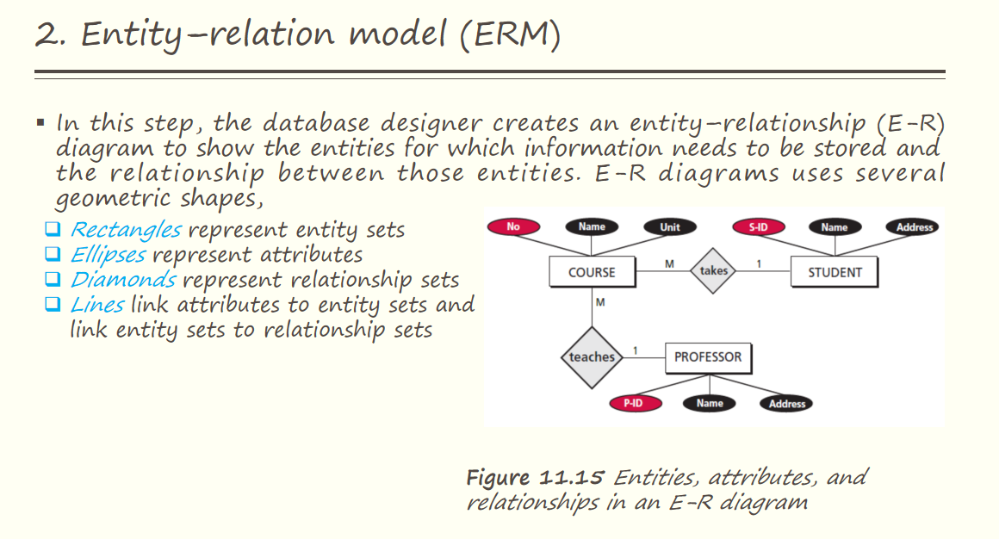 2. Entity–relation model (ERM)
▪ In this step, the database designer creates an entity–relationship (E-R)
diagram to show the entities for which information needs to be stored and
the relationship between those entities. E-R diagrams uses several
geometric shapes,
❑ Rectangles represent entity sets
❑ Ellipses represent attributes
❑ Diamonds represent relationship sets
❑ Lines link attributes to entity sets and
link entity sets to relationship sets
No Name Unit S-ID Name Address
COURSE M takes 1 STUDENT
M
teaches 1 PROFESSOR
P-ID Name Address
Figure 11.15 Entities, attributes, and
relationships in an E-R diagram